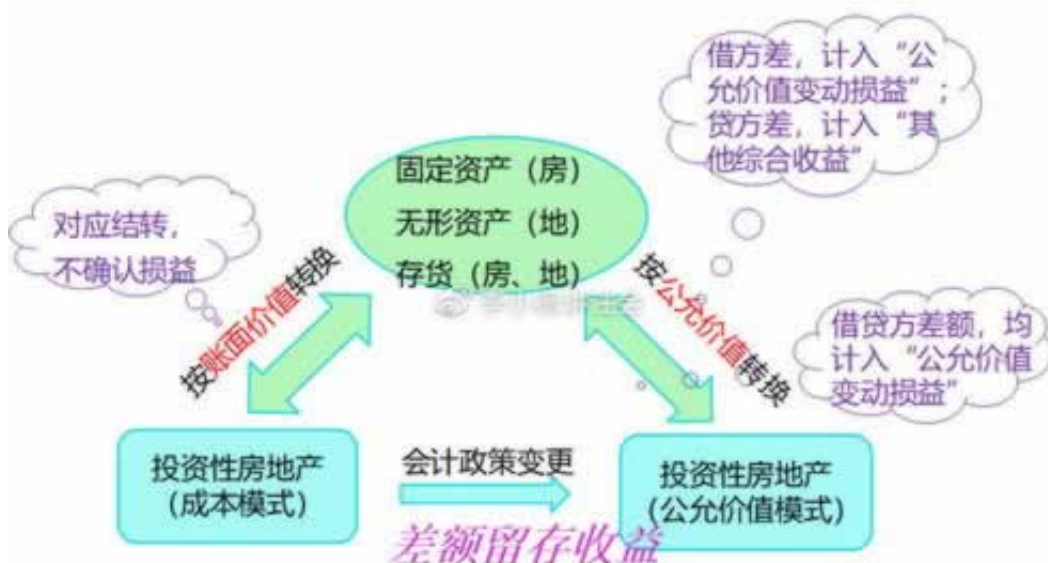 借方差，计入“公
允价值变动损益”；
贷方差，计入“其
他综合收益”
固定资产（房）
无形资产（地）
存货（房、地）
对应结转，
不确认损益
按账面价值转换
按公允价值转换
借贷方差额，均
计入“公允价值
变动损益”
投资性房地产
（成本模式）
会计政策变更
差额留存收益
投资性房地产
（公允价值模式）